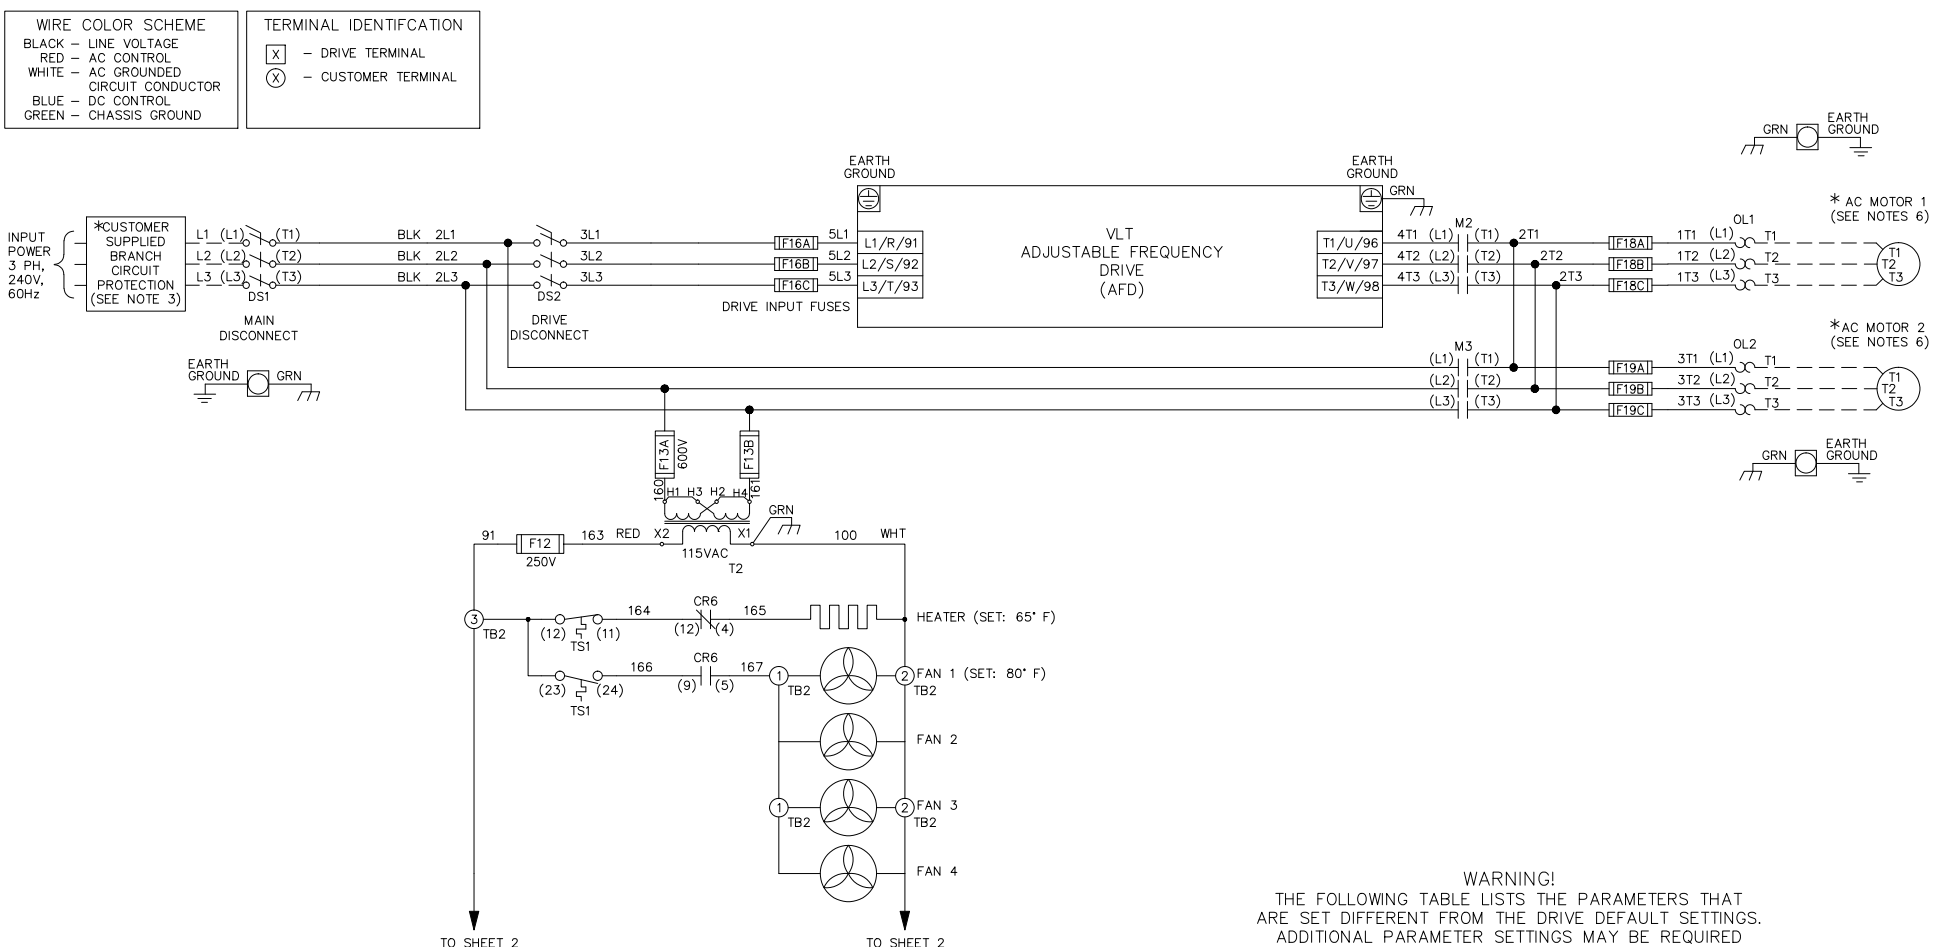 WIRE COLOR SCHEME
BLACK – LINE VOLTAGE
RED – AC CONTROL
WHITE – AC GROUNDED
CIRCUIT CONDUCTOR
BLUE – DC CONTROL
GREEN – CHASSIS GROUND
TERMINAL IDENTIFCATION
X – DRIVE TERMINAL
X – CUSTOMER TERMINAL
INPUT
POWER
3 PH,
240V,
60Hz
*CUSTOMER
SUPPLIED
BRANCH
CIRCUIT
PROTECTION
(SEE NOTE 3)
L1 (L1) (T1) BLK 2L1 3L1 F16A 5L1 L1/R/91
L2 (L2) (T2) BLK 2L2 3L2 F16B 5L2 L2/S/92
L3 (L3) (T3) BLK 2L3 3L3 F16C 5L3 L3/T/93
DS1
MAIN
DISCONNECT
DS2
DRIVE
DISCONNECT
DRIVE INPUT FUSES
EARTH
GROUND
GRN
EARTH
GROUND
VLT
ADJUSTABLE FREQUENCY
DRIVE
(AFD)
EARTH
GROUND
GRN
M2
T1/U/96 4T1 (L1) (T1) 2T1 F18A 1T1 (L1) T1
T2/V/97 4T2 (L2) (T2) 2T2 F18B 1T2 (L2) T2
T3/W/98 4T3 (L3) (T3) 2T3 F18C 1T3 (L3) T3
OL1
GRN
EARTH
GROUND
* AC MOTOR 1
(SEE NOTES 6)
T1
T2
T3
M3
(L1) (T1) F19A 3T1 (L1) T1
(L2) (T2) F19B 3T2 (L2) T2
(L3) (T3) F19C 3T3 (L3) T3
OL2
*AC MOTOR 2
(SEE NOTES 6)
T1
T2
T3
GRN
EARTH
GROUND
F13A
600V
F13B
160
161
H1 H3 H2 H4
GRN
91 F12 163 RED X2 X1 100 WHT
250V
115VAC
T2
3
TB2
164 CR6 165
(12) (11) (12) (4)
TS1
HEATER (SET: 65° F)
166 CR6 167
(23) (24) (9) (5)
TS1
1
TB2
2
TB2
FAN 1 (SET: 80° F)
FAN 2
1
TB2
2
TB2
FAN 3
FAN 4
TO SHEET 2
TO SHEET 2
WARNING!
THE FOLLOWING TABLE LISTS THE PARAMETERS THAT
ARE SET DIFFERENT FROM THE DRIVE DEFAULT SETTINGS.
ADDITIONAL PARAMETER SETTINGS MAY BE REQUIRED